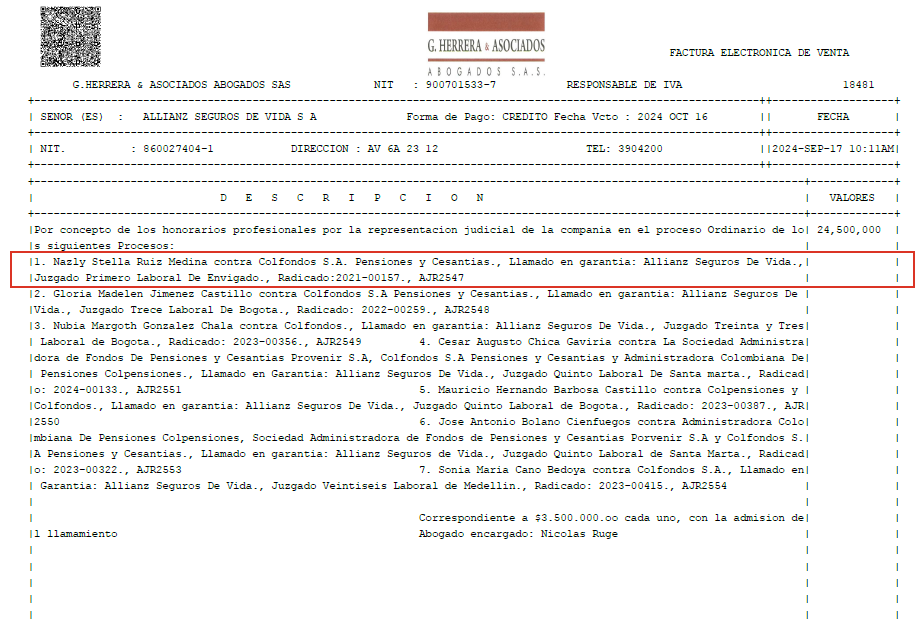 G. HERRERA & ASOCIADOS
ABOGADOS S.A.S.
FACTURA ELECTRONICA DE VENTA
G.HERRERA & ASOCIADOS ABOGADOS SAS NIT : 900701533-7 RESPONSABLE DE IVA 18481
SENOR (ES) : ALLIANZ SEGUROS DE VIDA S A Forma de Pago: CREDITO Fecha Vcto : 2024 OCT 16 FECHA
NIT. : 860027404-1 DIRECCION : AV 6A 23 12 TEL: 3904200 2024-SEP-17 10:11AM
D E S C R I P C I O N VALORES
Por concepto de los honorarios profesionales por la representacion judicial de la compania en el proceso Ordinario de lo 24,500,000
s siguientes Procesos:
1. Nazly Stella Ruiz Medina contra Colfondos S.A. Pensiones y Cesantias., Llamado en garantia: Allianz Seguros De Vida.,
Juzgado Primero Laboral De Envigado., Radicado:2021-00157., AJR2547
2. Gloria Madelen Jimenez Castillo contra Colfondos S.A Pensiones y Cesantias., Llamado en garantia: Allianz Seguros De
Vida., Juzgado Trece Laboral De Bogota., Radicado: 2022-00259., AJR2548
3. Nubia Margoth Gonzalez Chala contra Colfondos., Llamado en garantia: Allianz Seguros De Vida., Juzgado Treinta y Tres
Laboral de Bogota., Radicado: 2023-00356., AJR2549 4. Cesar Augusto Chica Gaviria contra La Sociedad Administra
dora de Fondos De Pensiones y Cesantias Provenir S.A, Colfondos S.A Pensiones y Cesantias y Administradora Colombiana De
Pensiones Colpensiones., Llamado en Garantia: Allianz Seguros De Vida., Juzgado Quinto Laboral De Santa marta., Radicad
o: 2024-00133., AJR2551 5. Mauricio Hernando Barbosa Castillo contra Colpensiones y
Colfondos., Llamado en garantia: Allianz Seguros De Vida., Juzgado Quinto Laboral de Bogota., Radicado: 2023-00387., AJR
2550 6. Jose Antonio Bolano Cienfuegos contra Administradora Colo
mbiana De Pensiones Colpensiones, Sociedad Administradora de Fondos de Pensiones y Cesantias Porvenir S.A y Colfondos S.
A Pensiones y Cesantias., Llamado en garantia: Allianz Seguros de Vida., Juzgado Quinto Laboral de Santa Marta., Radicad
o: 2023-00322., AJR2553 7. Sonia Maria Cano Bedoya contra Colfondos S.A., Llamado en
Garantia: Allianz Seguros De Vida., Juzgado Veintiseis Laboral de Medellin., Radicado: 2023-00415., AJR2554
Correspondiente a $3.500.000.oo cada uno, con la admision de
l llamamiento Abogado encargado: Nicolas Ruge